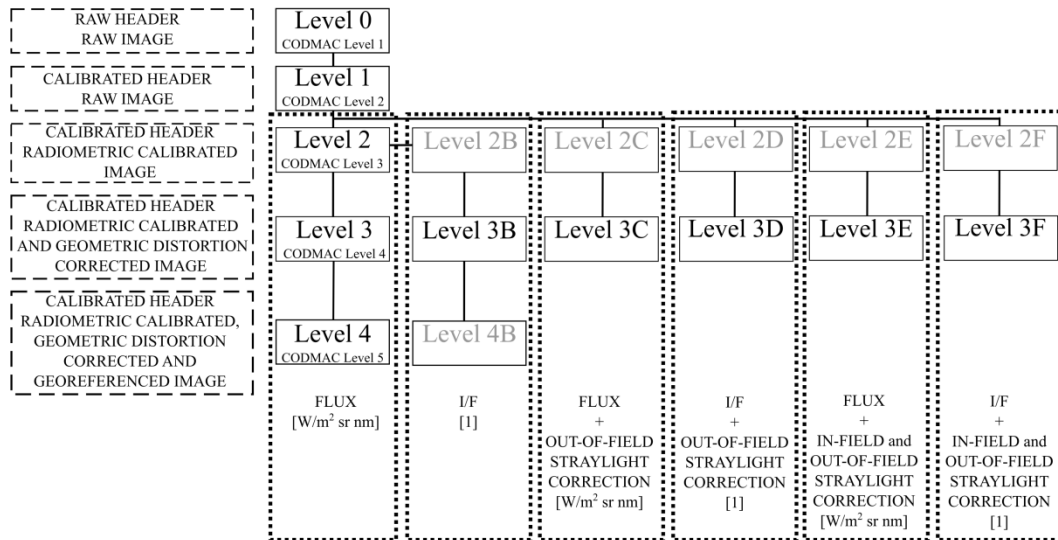 RAW HEADER
RAW IMAGE
Level 0
CODMAC Level 1
CALIBRATED HEADER
RAW IMAGE
Level 1
CODMAC Level 2
CALIBRATED HEADER
RADIOMETRIC CALIBRATED
IMAGE
Level 2
CODMAC Level 3
Level 2B
Level 2C
Level 2D
Level 2E
Level 2F
CALIBRATED HEADER
RADIOMETRIC CALIBRATED
AND GEOMETRIC DISTORTION
CORRECTED IMAGE
Level 3
CODMAC Level 4
Level 3B
Level 3C
Level 3D
Level 3E
Level 3F
CALIBRATED HEADER
RADIOMETRIC CALIBRATED,
GEOMETRIC DISTORTION
CORRECTED AND
GEOREFERENCED IMAGE
Level 4
CODMAC Level 5
Level 4B
FLUX
[W/m² sr nm]
I/F
[1]
FLUX
+
OUT-OF-FIELD
STRAYLIGHT
CORRECTION
[W/m² sr nm]
I/F
+
OUT-OF-FIELD
STRAYLIGHT
CORRECTION
[1]
FLUX
+
IN-FIELD and
OUT-OF-FIELD
STRAYLIGHT
CORRECTION
[W/m² sr nm]
I/F
+
IN-FIELD and
OUT-OF-FIELD
STRAYLIGHT
CORRECTION
[1]